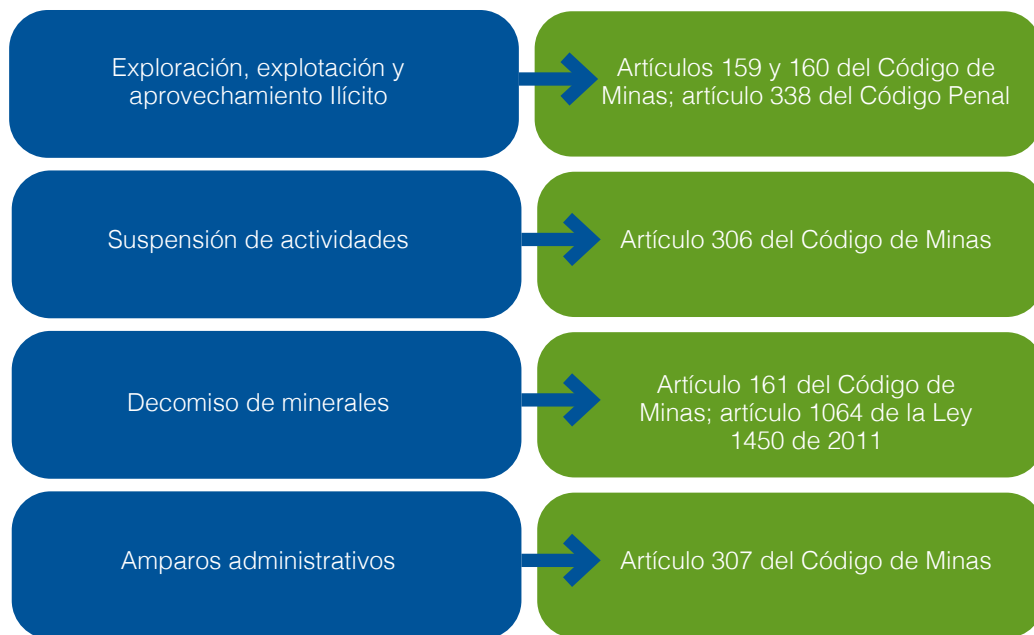 Exploración, explotación y
aprovechamiento Ilícito
Artículos 159 y 160 del Código de
Minas; artículo 338 del Código Penal
Suspensión de actividades
Artículo 306 del Código de Minas
Decomiso de minerales
Artículo 161 del Código de
Minas; artículo 1064 de la Ley
1450 de 2011
Amparos administrativos
Artículo 307 del Código de Minas